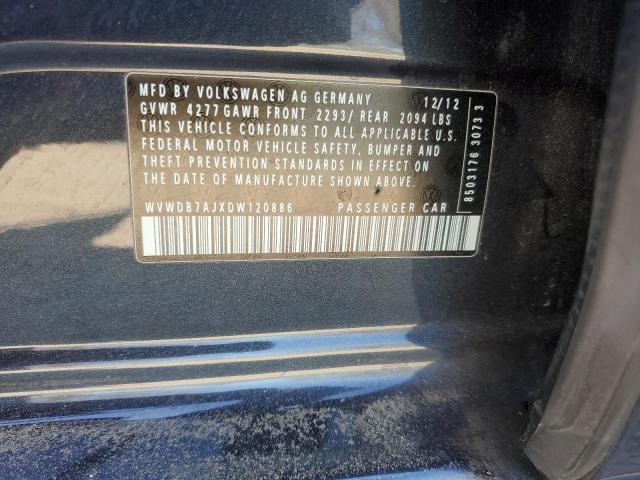 MFD BY VOLKSWAGEN AG GERMANY 12/12
GVWR 4277 GAWR FRONT 2293/ REAR 2094 LBS
THIS VEHICLE CONFORMS TO ALL APPLICABLE U.S.
FEDERAL MOTOR VEHICLE SAFETY, BUMPER AND
THEFT PREVENTION STANDARDS IN EFFECT ON
THE DATE OF MANUFACTURE SHOWN ABOVE.
WVWDB7AJXDW120886 PASSENGER CAR
8503176 3073 3